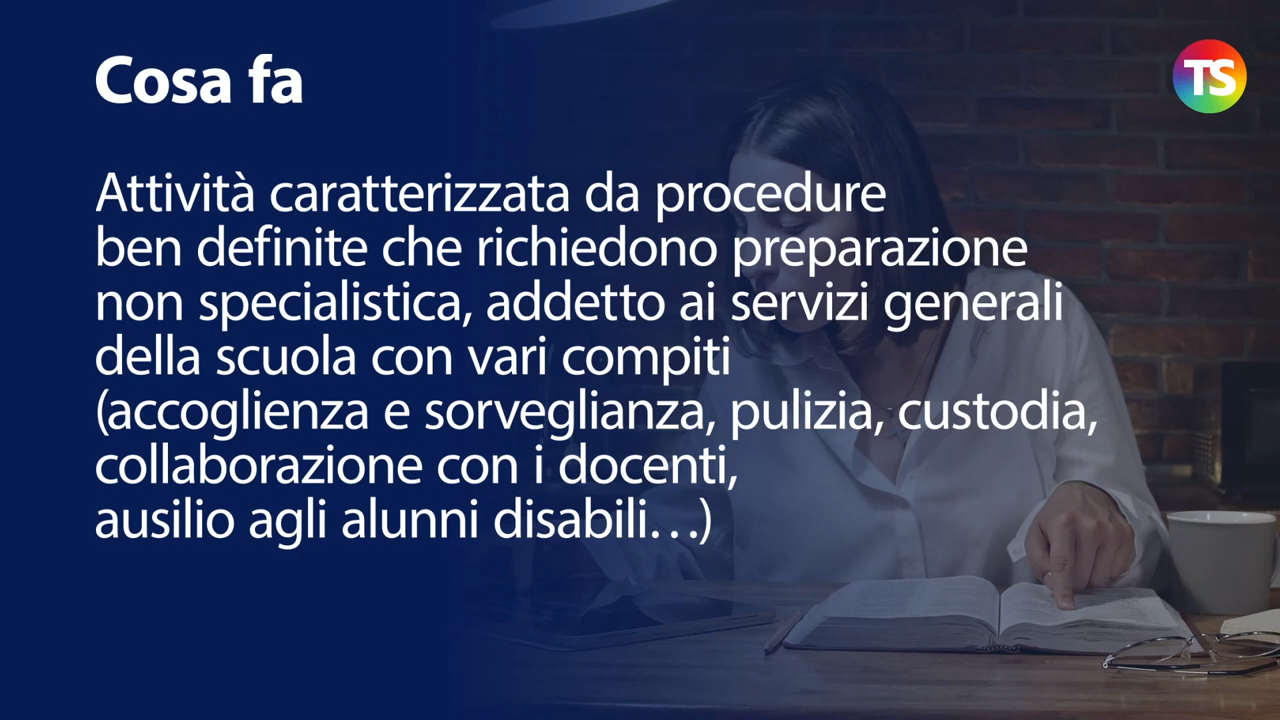 Cosa fa
TS
Attività caratterizzata da procedure
ben definite che richiedono preparazione
non specialistica, addetto ai servizi generali
della scuola con vari compiti
(accoglienza e sorveglianza, pulizia, custodia,
collaborazione con i docenti,
ausilio agli alunni disabili…)